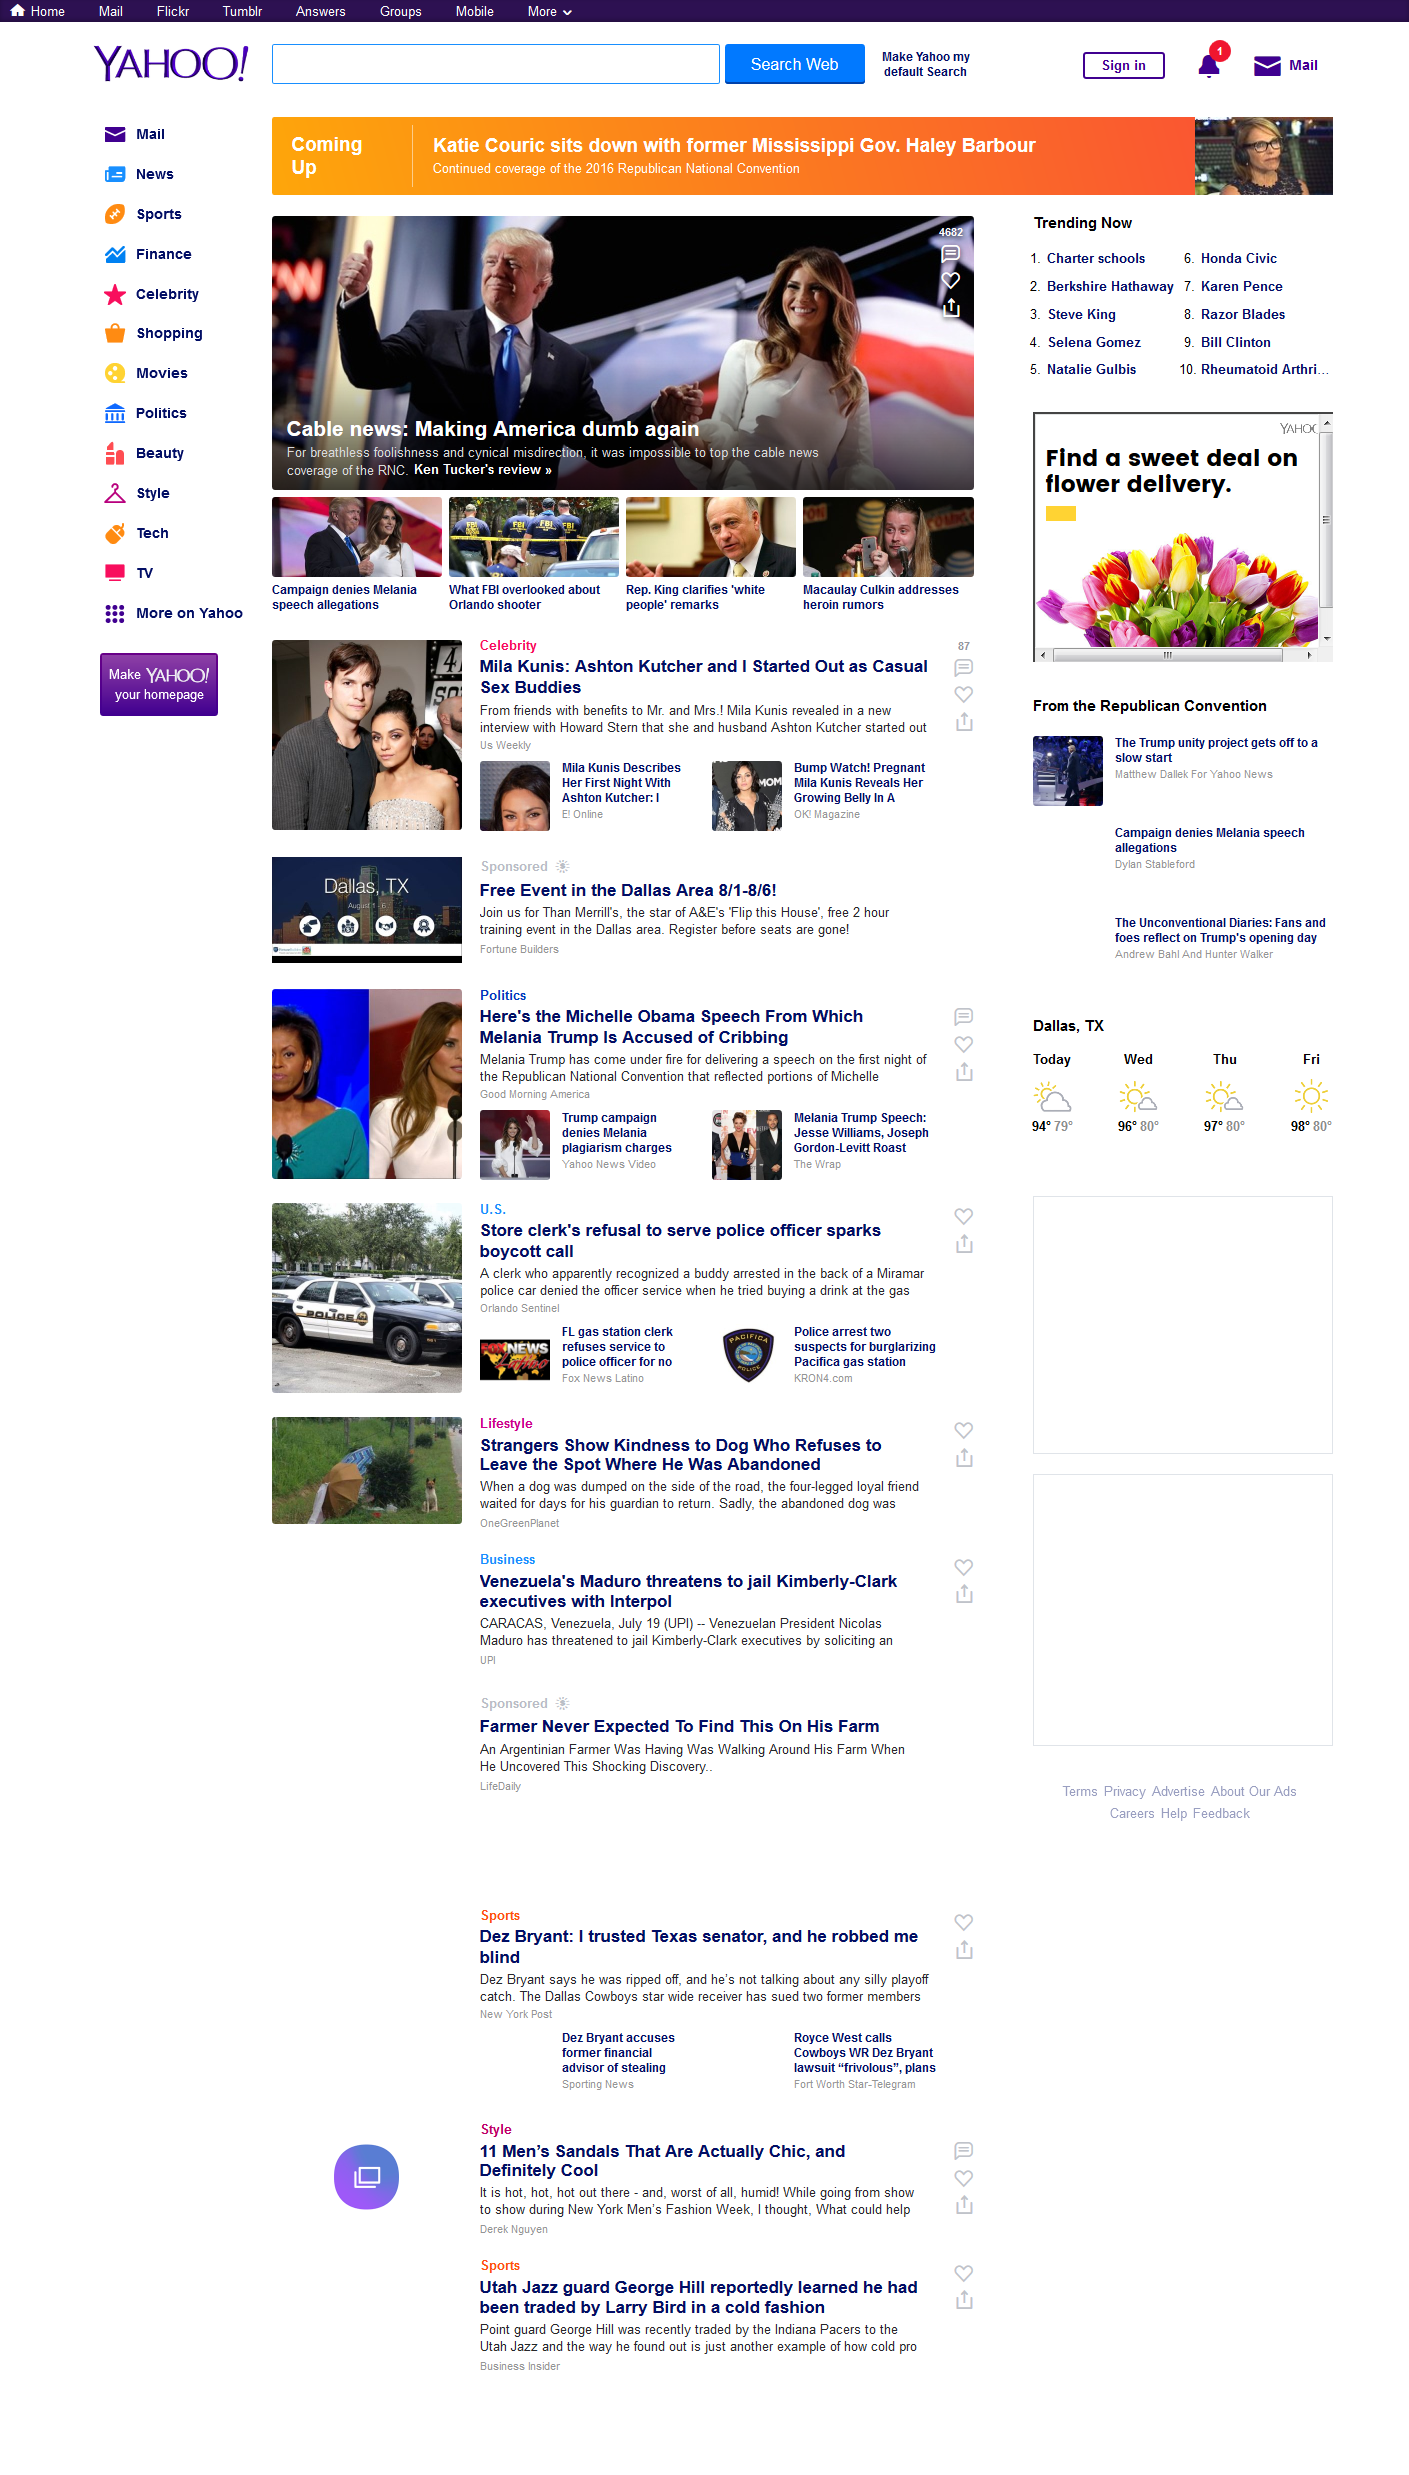 Home Mail Flickr Tumblr Answers Groups Mobile More
YAHOO!
Search Web
Make Yahoo my
default Search
Sign in
1
Mail
Mail
News
Sports
Finance
Celebrity
Shopping
Movies
Politics
Beauty
Style
Tech
TV
More on Yahoo
Make YAHOO!
your homepage
Coming
Up
Katie Couric sits down with former Mississippi Gov. Haley Barbour
Continued coverage of the 2016 Republican National Convention
4682
Cable news: Making America dumb again
For breathless foolishness and cynical misdirection, it was impossible to top the cable news
coverage of the RNC. Ken Tucker's review »
FBI FBI FBI
Campaign denies Melania
speech allegations
What FBI overlooked about
Orlando shooter
Rep. King clarifies 'white
people' remarks
Macaulay Culkin addresses
heroin rumors
Celebrity
87
Mila Kunis: Ashton Kutcher and I Started Out as Casual
Sex Buddies
From friends with benefits to Mr. and Mrs.! Mila Kunis revealed in a new
interview with Howard Stern that she and husband Ashton Kutcher started out
Us Weekly
Mila Kunis Describes
Her First Night With
Ashton Kutcher: I
E! Online
MOM
Bump Watch! Pregnant
Mila Kunis Reveals Her
Growing Belly In A
OK! Magazine
Dallas, TX
August 1 - 6
Sponsored
Free Event in the Dallas Area 8/1-8/6!
Join us for Than Merrill's, the star of A&E's 'Flip this House', free 2 hour
training event in the Dallas area. Register before seats are gone!
Fortune Builders
Politics
Here's the Michelle Obama Speech From Which
Melania Trump Is Accused of Cribbing
Melania Trump has come under fire for delivering a speech on the first night of
the Republican National Convention that reflected portions of Michelle
Good Morning America
Trump campaign
denies Melania
plagiarism charges
Yahoo News Video
Melania Trump Speech:
Jesse Williams, Joseph
Gordon-Levitt Roast
The Wrap
POLICE
U.S.
Store clerk's refusal to serve police officer sparks
boycott call
A clerk who apparently recognized a buddy arrested in the back of a Miramar
police car denied the officer service when he tried buying a drink at the gas
Orlando Sentinel
FOX NEWS
Latino
FL gas station clerk
refuses service to
police officer for no
Fox News Latino
PACIFICA
POLICE
Police arrest two
suspects for burglarizing
Pacifica gas station
KRON4.com
Lifestyle
Strangers Show Kindness to Dog Who Refuses to
Leave the Spot Where He Was Abandoned
When a dog was dumped on the side of the road, the four-legged loyal friend
waited for days for his guardian to return. Sadly, the abandoned dog was
OneGreenPlanet
Business
Venezuela's Maduro threatens to jail Kimberly-Clark
executives with Interpol
CARACAS, Venezuela, July 19 (UPI) -- Venezuelan President Nicolas
Maduro has threatened to jail Kimberly-Clark executives by soliciting an
UPI
Sponsored
Farmer Never Expected To Find This On His Farm
An Argentinian Farmer Was Having Was Walking Around His Farm When
He Uncovered This Shocking Discovery..
LifeDaily
Sports
Dez Bryant: I trusted Texas senator, and he robbed me
blind
Dez Bryant says he was ripped off, and he's not talking about any silly playoff
catch. The Dallas Cowboys star wide receiver has sued two former members
New York Post
Dez Bryant accuses
former financial
advisor of stealing
Sporting News
Royce West calls
Cowboys WR Dez Bryant
lawsuit “frivolous”, plans
Fort Worth Star-Telegram
Style
11 Men’s Sandals That Are Actually Chic, and
Definitely Cool
It is hot, hot, hot out there - and, worst of all, humid! While going from show
to show during New York Men’s Fashion Week, I thought, What could help
Derek Nguyen
Sports
Utah Jazz guard George Hill reportedly learned he had
been traded by Larry Bird in a cold fashion
Point guard George Hill was recently traded by the Indiana Pacers to the
Utah Jazz and the way he found out is just another example of how cold pro
Business Insider
Trending Now
1. Charter schools
2. Berkshire Hathaway
3. Steve King
4. Selena Gomez
5. Natalie Gulbis
6. Honda Civic
7. Karen Pence
8. Razor Blades
9. Bill Clinton
10. Rheumatoid Arthri...
YAHOO
Find a sweet deal on
flower delivery.
From the Republican Convention
The Trump unity project gets off to a
slow start
Matthew Dallek For Yahoo News
Campaign denies Melania speech
allegations
Dylan Stableford
The Unconventional Diaries: Fans and
foes reflect on Trump's opening day
Andrew Bahl And Hunter Walker
Dallas, TX
Today Wed Thu Fri
94° 79° 96° 80° 97° 80° 98° 80°
Terms Privacy Advertise About Our Ads
Careers Help Feedback